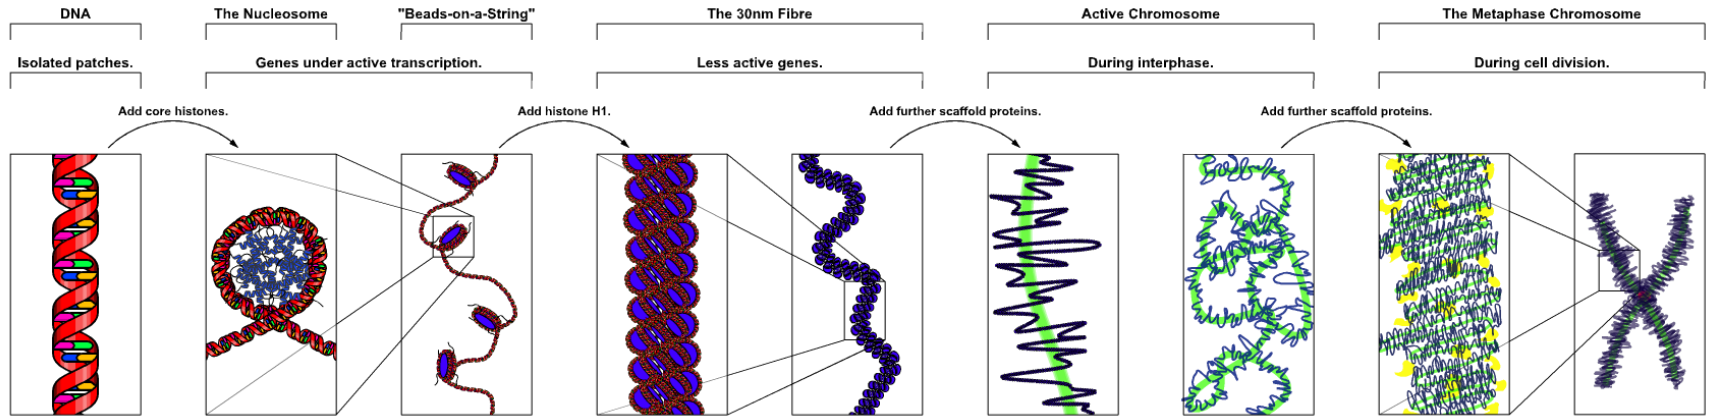 DNA
The Nucleosome
"Beads-on-a-String"
The 30nm Fibre
Active Chromosome
The Metaphase Chromosome
Isolated patches.
Genes under active transcription.
Less active genes.
During interphase.
During cell division.
Add core histones.
Add histone H1.
Add further scaffold proteins.
Add further scaffold proteins.